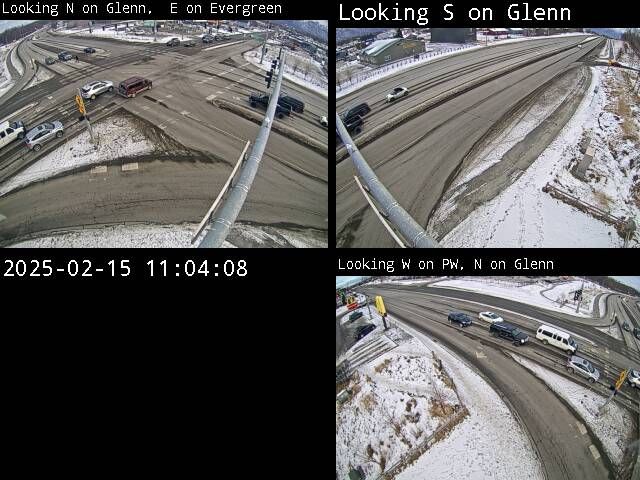 Looking N on Glenn,  E on Evergreen
Looking S on Glenn
2025-02-15 11:04:08
Looking W on PW, N on Glenn